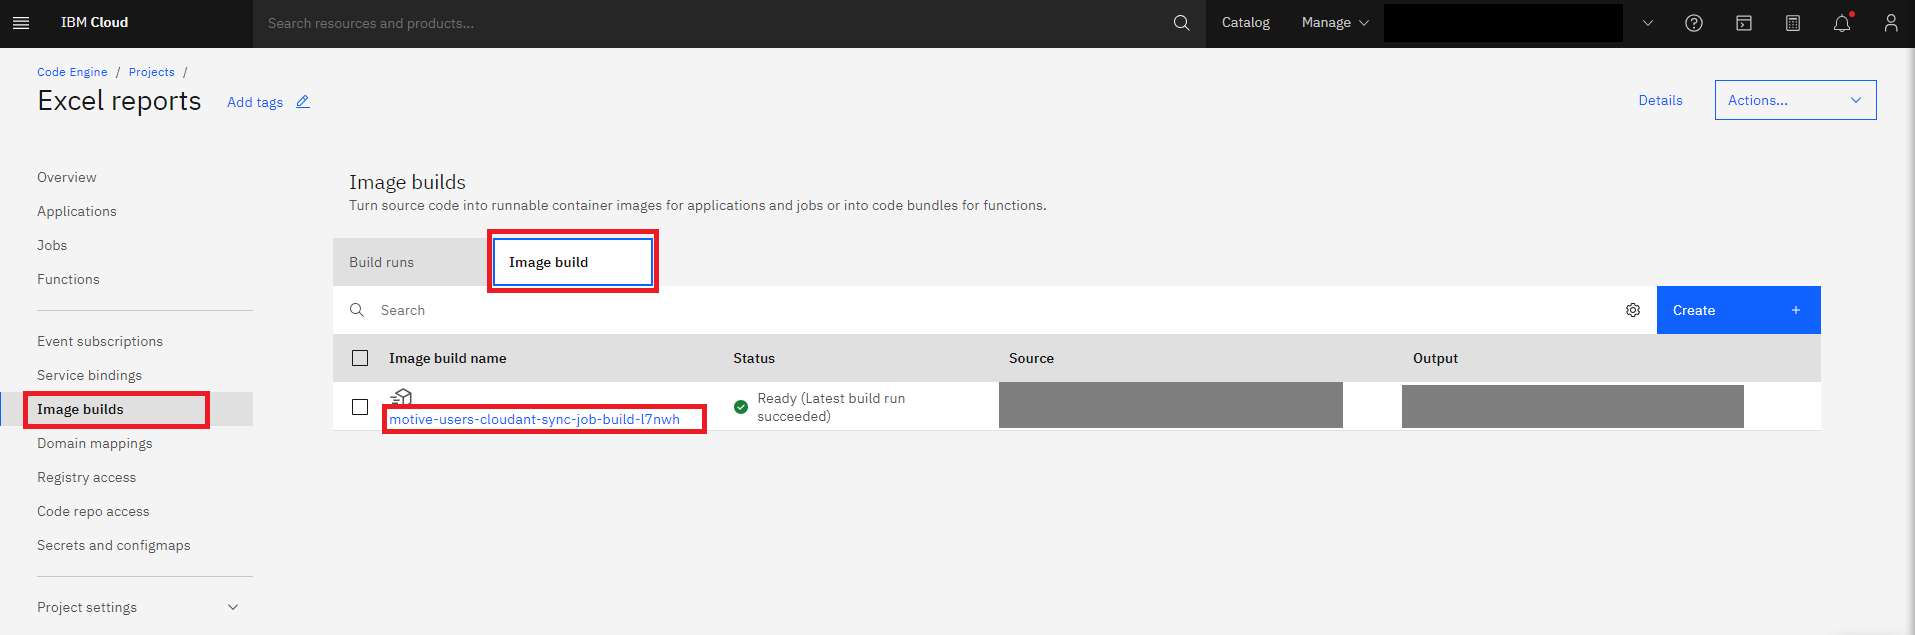 IBM Cloud
Search resources and products...
Catalog
Manage
Code Engine / Projects /
Excel reports
Add tags
Details
Actions...
Overview
Applications
Jobs
Functions
Event subscriptions
Service bindings
Image builds
Domain mappings
Registry access
Code repo access
Secrets and configmaps
Project settings
Image builds
Turn source code into runnable container images for applications and jobs or into code bundles for functions.
Build runs
Image build
Search
Create +
Image build name
Status
Source
Output
motive-users-cloudant-sync-job-build-l7nwh
Ready (Latest build run
succeeded)